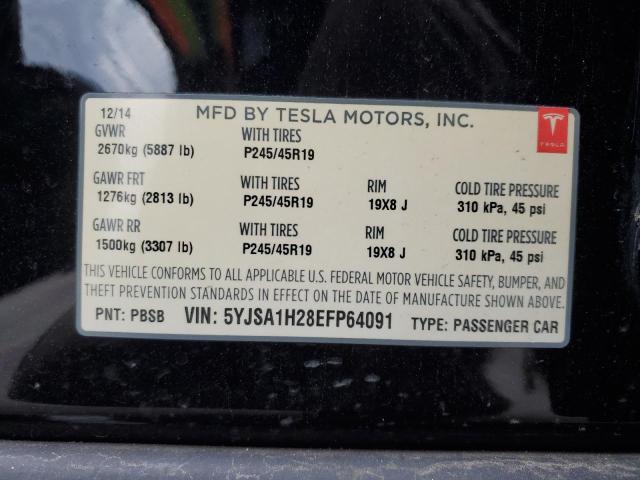 12/14 MFD BY TESLA MOTORS, INC.
TESLA
GVWR WITH TIRES
2670kg (5887 lb) P245/45R19
GAWR FRT WITH TIRES RIM COLD TIRE PRESSURE
1276kg (2813 lb) P245/45R19 19X8 J 310 kPa, 45 psi
GAWR RR WITH TIRES RIM COLD TIRE PRESSURE
1500kg (3307 lb) P245/45R19 19X8 J 310 kPa, 45 psi
THIS VEHICLE CONFORMS TO ALL APPLICABLE U.S. FEDERAL MOTOR VEHICLE SAFETY, BUMPER, AND
THEFT PREVENTION STANDARDS IN EFFECT ON THE DATE OF MANUFACTURE SHOWN ABOVE.
PNT: PBSB VIN: 5YJSA1H28EFP64091 TYPE: PASSENGER CAR